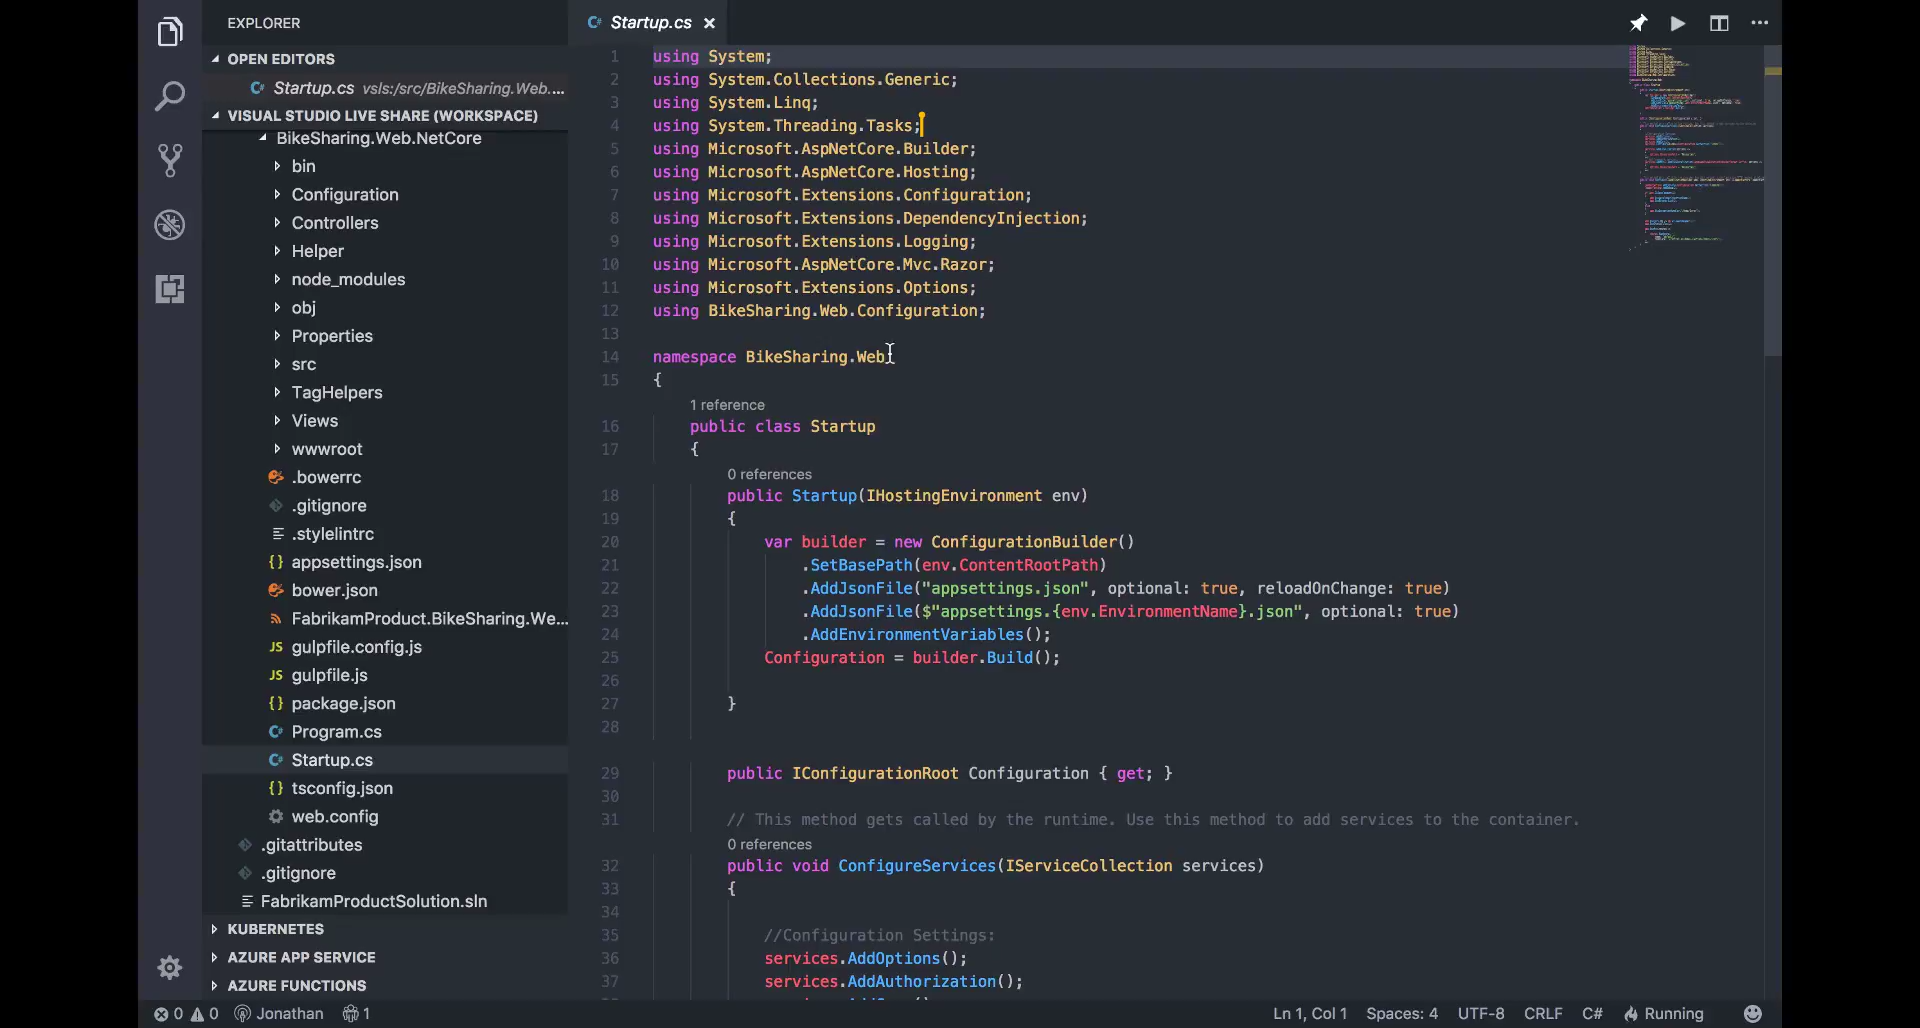 EXPLORER
OPEN EDITORS
Startup.cs vsls:/src/BikeSharing.Web....
VISUAL STUDIO LIVE SHARE (WORKSPACE)
BikeSharing.Web.NetCore
bin
Configuration
Controllers
Helper
node_modules
obj
Properties
src
TagHelpers
Views
wwwroot
.bowerrc
.gitignore
.stylelintrc
{} appsettings.json
bower.json
FabrikamProduct.BikeSharing.We...
JS gulpfile.config.js
JS gulpfile.js
{} package.json
C# Program.cs
C# Startup.cs
{} tsconfig.json
web.config
.gitattributes
.gitignore
FabrikamProductSolution.sln
KUBERNETES
AZURE APP SERVICE
AZURE FUNCTIONS
C# Startup.cs ×
1 using System;
2 using System.Collections.Generic;
3 using System.Linq;
4 using System.Threading.Tasks;
5 using Microsoft.AspNetCore.Builder;
6 using Microsoft.AspNetCore.Hosting;
7 using Microsoft.Extensions.Configuration;
8 using Microsoft.Extensions.DependencyInjection;
9 using Microsoft.Extensions.Logging;
10 using Microsoft.AspNetCore.Mvc.Razor;
11 using Microsoft.Extensions.Options;
12 using BikeSharing.Web.Configuration;
13
14 namespace BikeSharing.Web
15 {
1 reference
16 public class Startup
17 {
0 references
18 public Startup(IHostingEnvironment env)
19 {
20 var builder = new ConfigurationBuilder()
21 .SetBasePath(env.ContentRootPath)
22 .AddJsonFile("appsettings.json", optional: true, reloadOnChange: true)
23 .AddJsonFile($"appsettings.{env.EnvironmentName}.json", optional: true)
24 .AddEnvironmentVariables();
25 Configuration = builder.Build();
26
27 }
28
29 public IConfigurationRoot Configuration { get; }
30
31 // This method gets called by the runtime. Use this method to add services to the container.
0 references
32 public void ConfigureServices(IServiceCollection services)
33 {
34
35 //Configuration Settings:
36 services.AddOptions();
37 services.AddAuthorization();
0 0 Jonathan 1
Ln 1, Col 1 Spaces: 4 UTF-8 CRLF C# Running